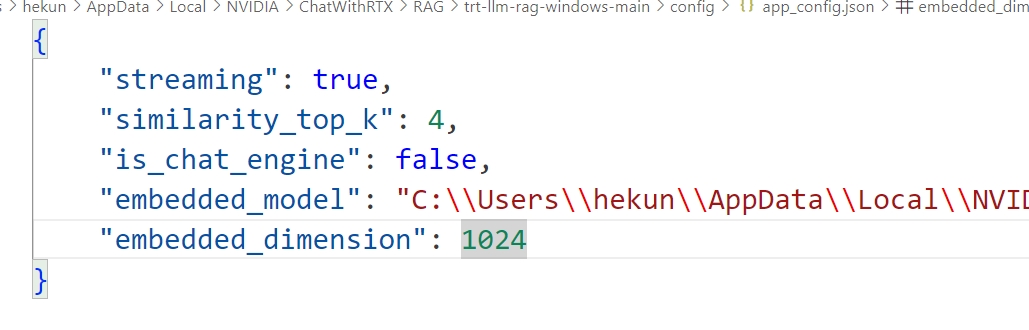 hekun > AppData > Local > NVIDIA > ChatWithRTX > RAG > trt-llm-rag-windows-main > config > {} app_config.json > # embedded_dim
{
"streaming": true,
"similarity_top_k": 4,
"is_chat_engine": false,
"embedded_model": "C:\\Users\\hekun\\AppData\\Local\\NVID
"embedded_dimension": 1024
}